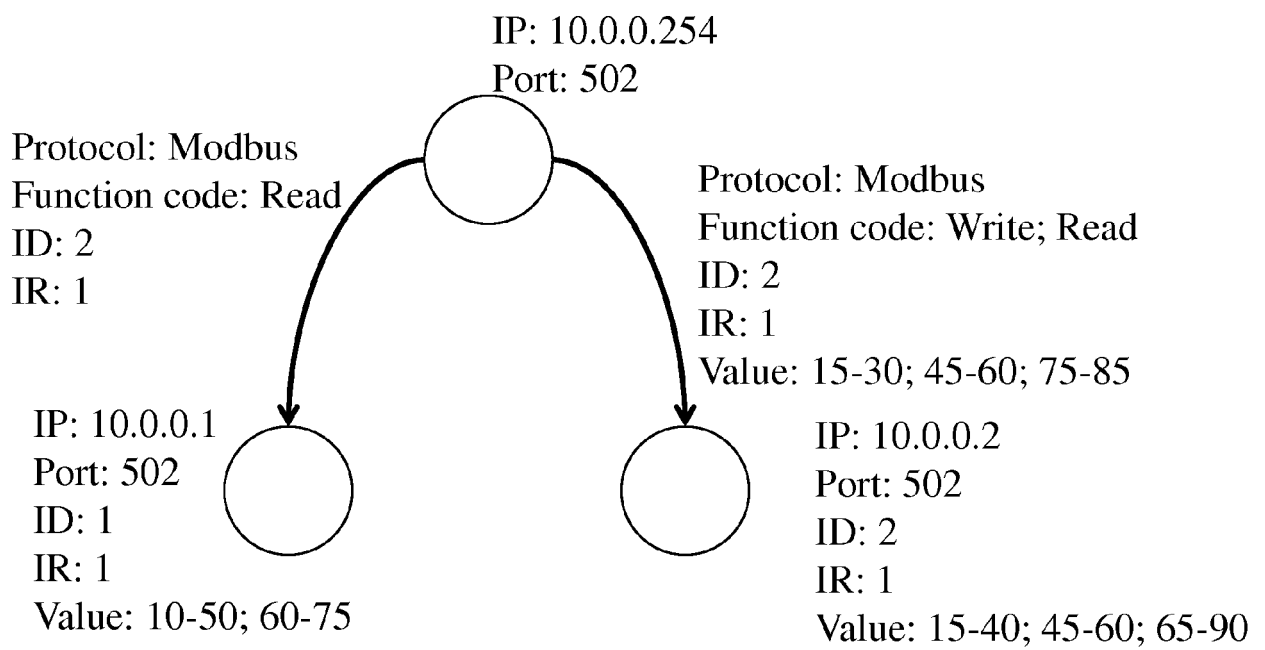 IP: 10.0.0.254
Port: 502
Protocol: Modbus
Function code: Read
ID: 2
IR: 1
Protocol: Modbus
Function code: Write; Read
ID: 2
IR: 1
Value: 15-30; 45-60; 75-85
IP: 10.0.0.1
Port: 502
ID: 1
IR: 1
Value: 10-50; 60-75
IP: 10.0.0.2
Port: 502
ID: 2
IR: 1
Value: 15-40; 45-60; 65-90